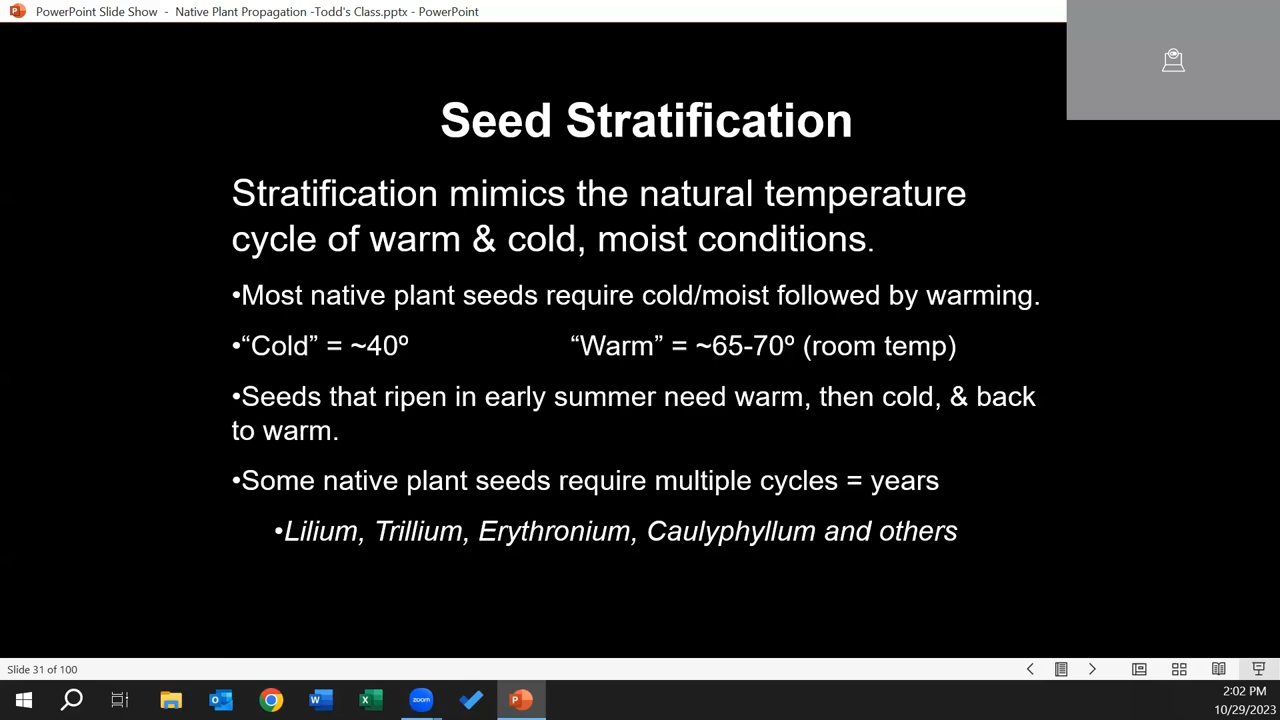 PowerPoint Slide Show - Native Plant Propagation -Todd's Class.pptx - PowerPoint
Seed Stratification
Stratification mimics the natural temperature
cycle of warm & cold, moist conditions.
•Most native plant seeds require cold/moist followed by warming.
•“Cold” = ~40º “Warm” = ~65-70º (room temp)
•Seeds that ripen in early summer need warm, then cold, & back
to warm.
•Some native plant seeds require multiple cycles = years
•Lilium, Trillium, Erythronium, Caulyphyllum and others
Slide 31 of 100
zoom
2:02 PM
10/29/2023